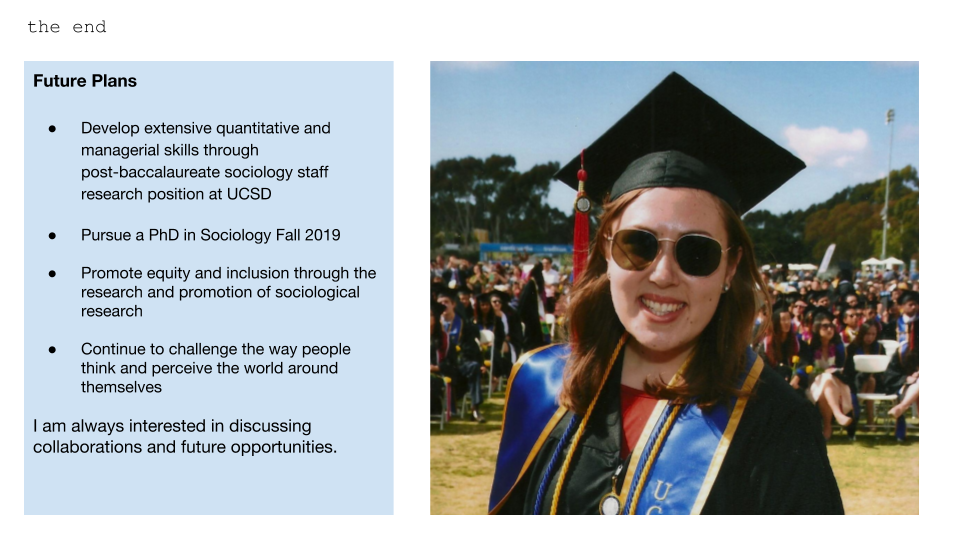 the end
Future Plans
● Develop extensive quantitative and
managerial skills through
post-baccalaureate sociology staff
research position at UCSD
● Pursue a PhD in Sociology Fall 2019
● Promote equity and inclusion through the
research and promotion of sociological
research
● Continue to challenge the way people
think and perceive the world around
themselves
I am always interested in discussing
collaborations and future opportunities.
U
C